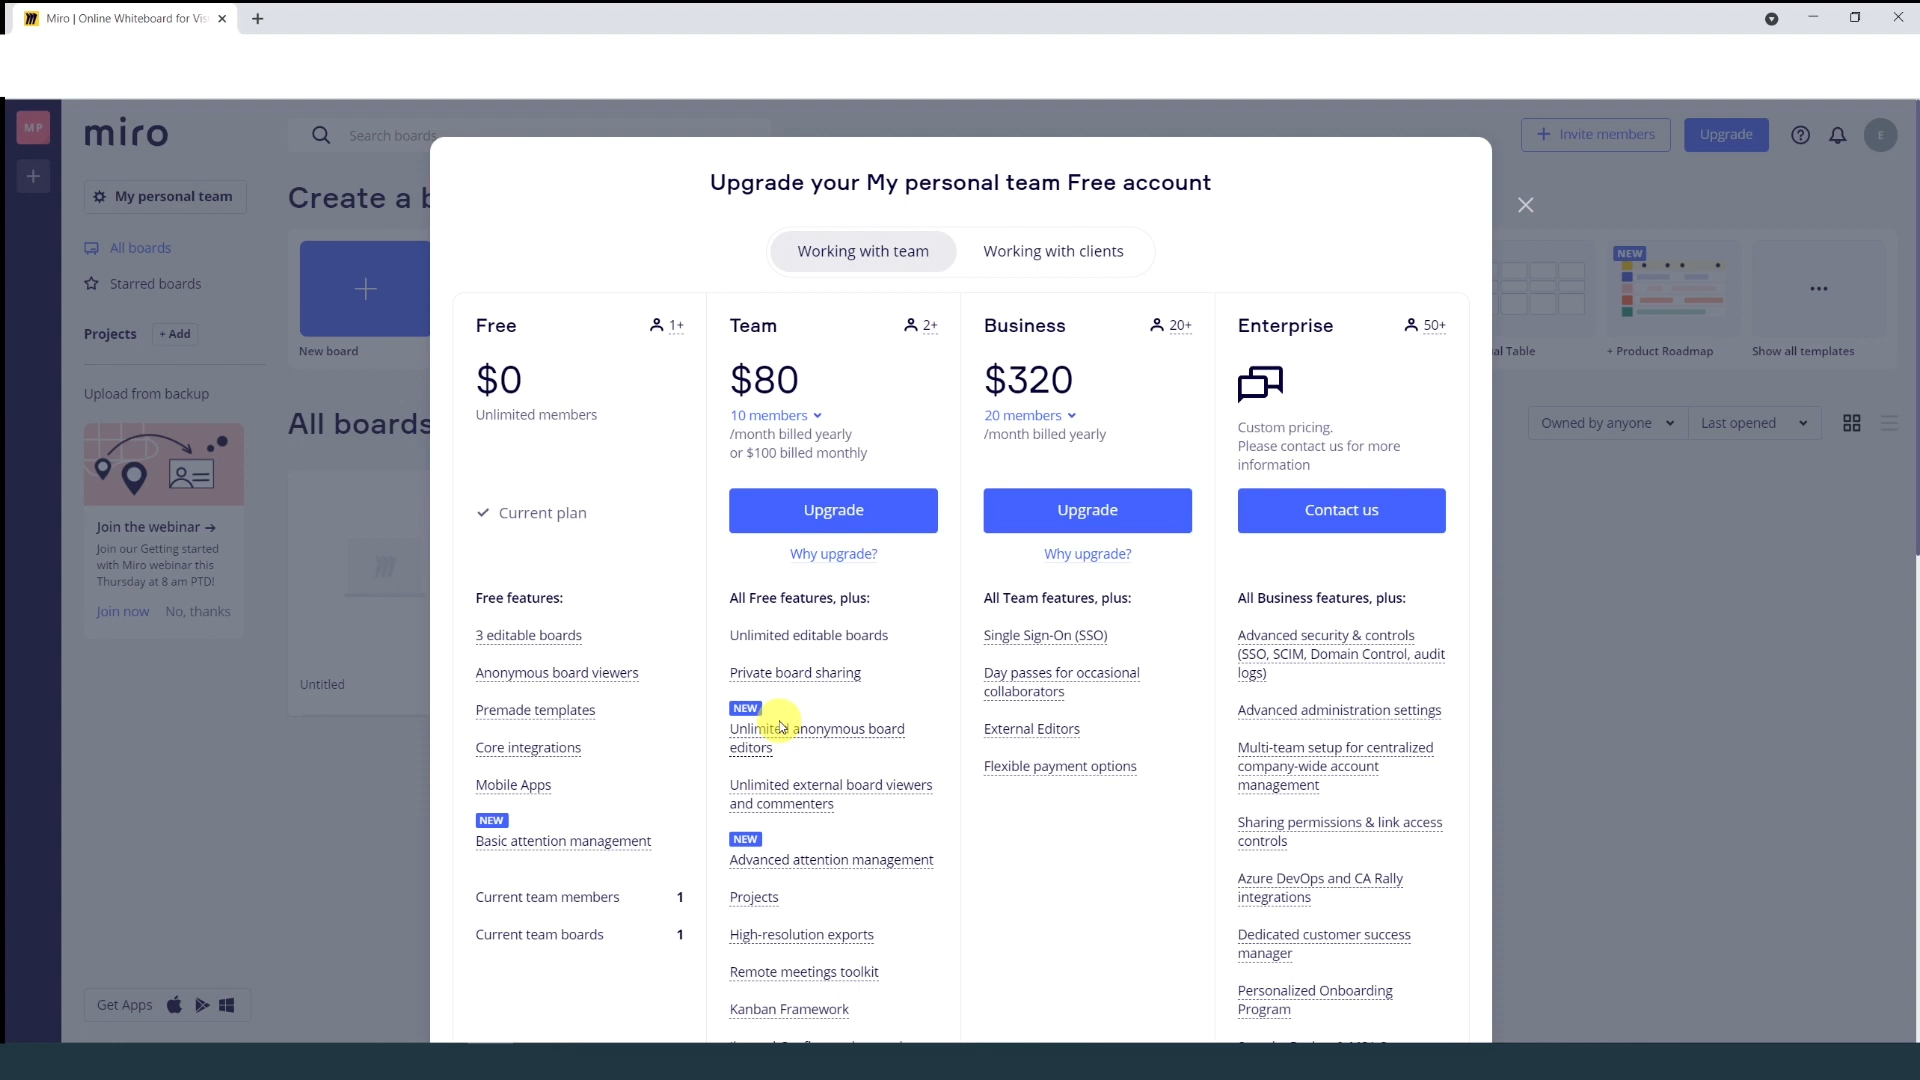 Miro | Online Whiteboard for Vis
MP
miro
Search boards
+ Invite members
Upgrade
E
My personal team
All boards
Starred boards
Projects
+ Add
Upload from backup
Join the webinar →
Join our Getting started
with Miro webinar this
Thursday at 8 am PTD!
Join now No, thanks
Get Apps
Create a b
New board
NEW
al Table
+ Product Roadmap
Show all templates
All boards
Owned by anyone
Last opened
Untitled
Upgrade your My personal team Free account
Working with team
Working with clients
Free
1+
$0
Unlimited members
Current plan
Free features:
3 editable boards
Anonymous board viewers
Premade templates
Core integrations
Mobile Apps
NEW
Basic attention management
Current team members 1
Current team boards 1
Team
2+
$80
10 members
/month billed yearly
or $100 billed monthly
Upgrade
Why upgrade?
All Free features, plus:
Unlimited editable boards
Private board sharing
NEW
Unlimited anonymous board
editors
Unlimited external board viewers
and commenters
NEW
Advanced attention management
Projects
High-resolution exports
Remote meetings toolkit
Kanban Framework
Business
20+
$320
20 members
/month billed yearly
Upgrade
Why upgrade?
All Team features, plus:
Single Sign-On (SSO)
Day passes for occasional
collaborators
External Editors
Flexible payment options
Enterprise
50+
Custom pricing.
Please contact us for more
information
Contact us
All Business features, plus:
Advanced security & controls
(SSO, SCIM, Domain Control, audit
logs)
Advanced administration settings
Multi-team setup for centralized
company-wide account
management
Sharing permissions & link access
controls
Azure DevOps and CA Rally
integrations
Dedicated customer success
manager
Personalized Onboarding
Program